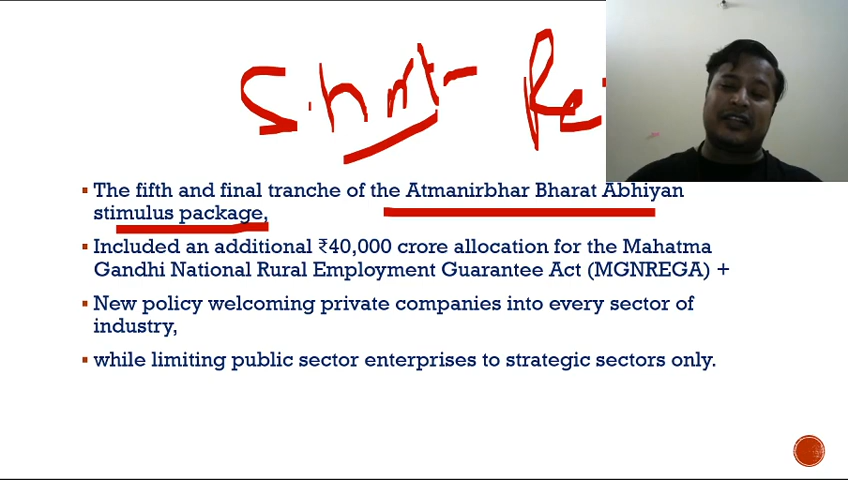 ▪ The fifth and final tranche of the Atmanirbhar Bharat Abhiyan
stimulus package,
▪ Included an additional ₹40,000 crore allocation for the Mahatma
Gandhi National Rural Employment Guarantee Act (MGNREGA) +
▪ New policy welcoming private companies into every sector of
industry,
▪ while limiting public sector enterprises to strategic sectors only.